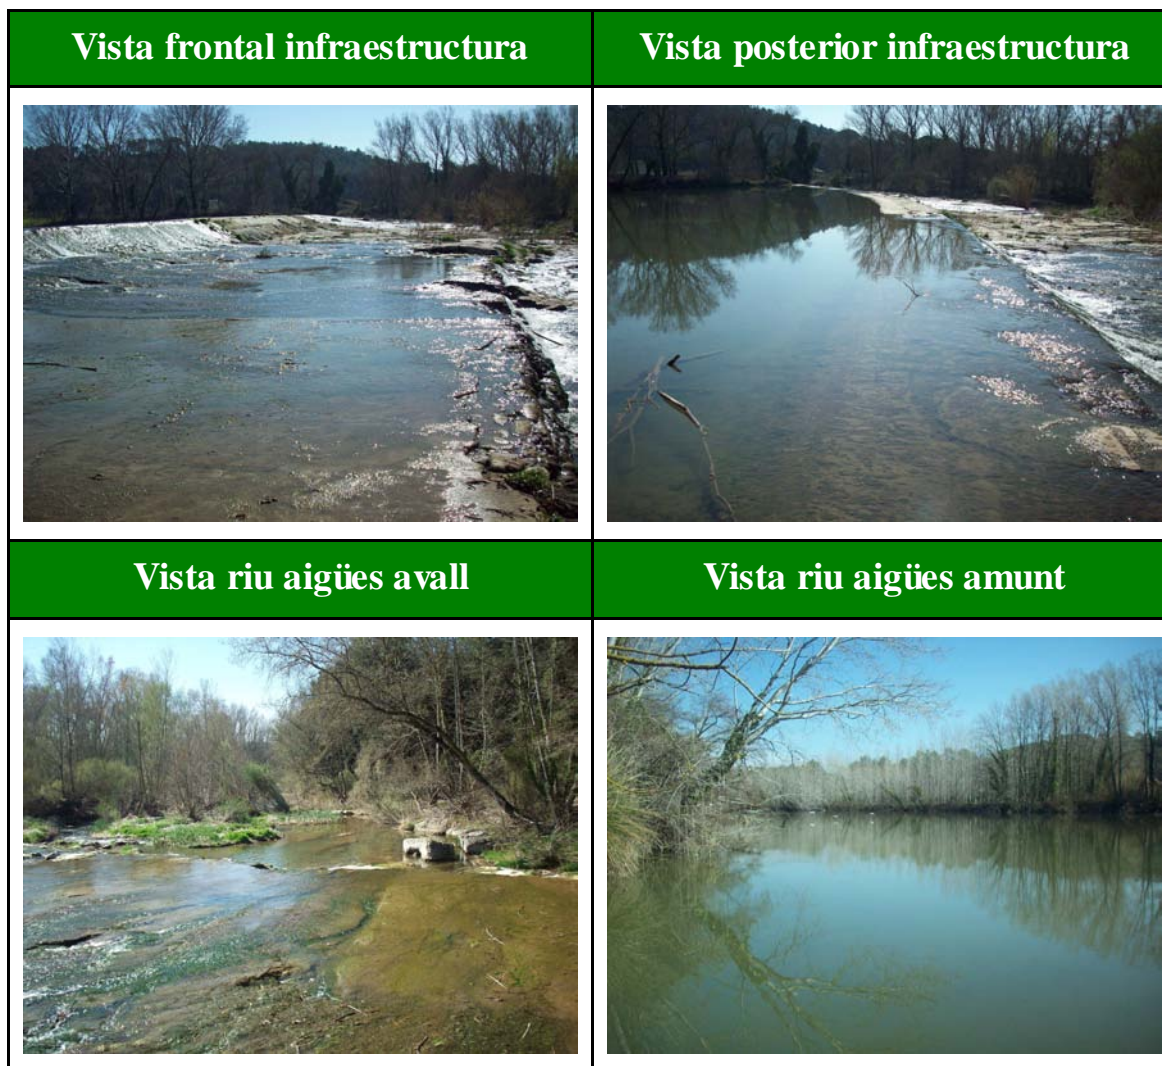 Vista frontal infraestructura
Vista posterior infraestructura
Vista riu aigües avall
Vista riu aigües amunt